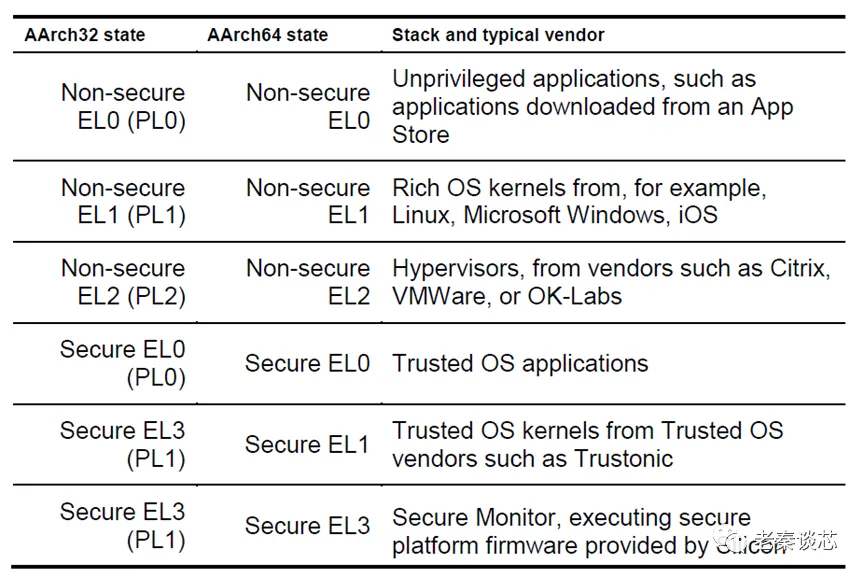 AArch32 state AArch64 state Stack and typical vendor
Non-secure EL0 (PL0)
Non-secure EL0
Unprivileged applications, such as
applications downloaded from an App
Store
Non-secure EL1 (PL1)
Non-secure EL1
Rich OS kernels from, for example,
Linux, Microsoft Windows, iOS
Non-secure EL2 (PL2)
Non-secure EL2
Hypervisors, from vendors such as Citrix,
VMWare, or OK-Labs
Secure EL0 (PL0)
Secure EL0
Trusted OS applications
Secure EL3 (PL1)
Secure EL1
Trusted OS kernels from Trusted OS
vendors such as Trustonic
Secure EL3 (PL1)
Secure EL3
Secure Monitor, executing secure
platform firmware provided by Silicon
老秦谈芯